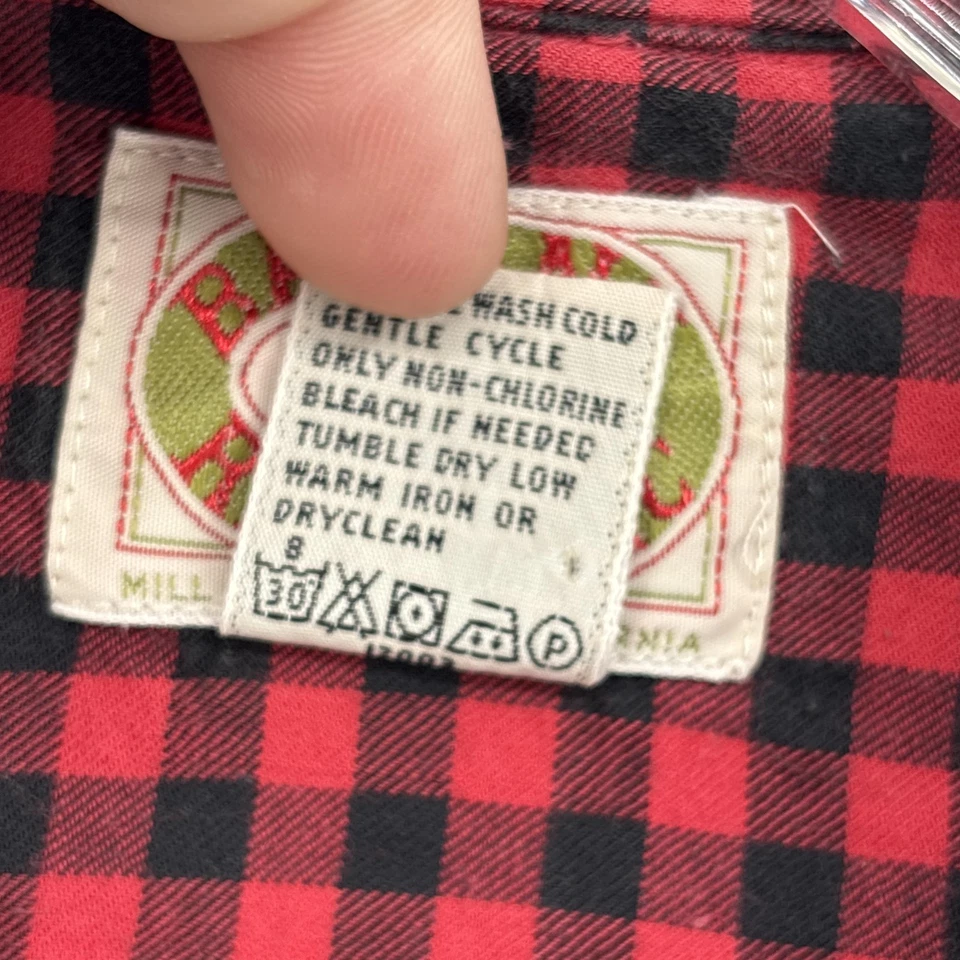 WASH COLD
GENTLE CYCLE
ONLY NON-CHLORINE
BLEACH IF NEEDED
TUMBLE DRY LOW
WARM IRON OR
DRYCLEAN
8
30
P
MILL